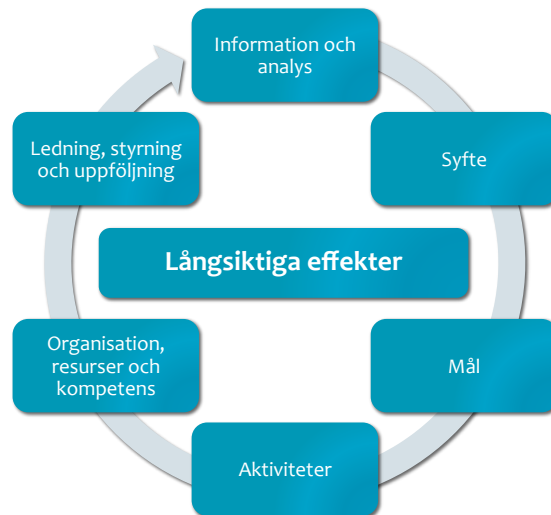 Information och
analys
Syfte
Mål
Aktiviteter
Organisation,
resurser och
kompetens
Ledning, styrning
och uppföljning
Långsiktiga effekter